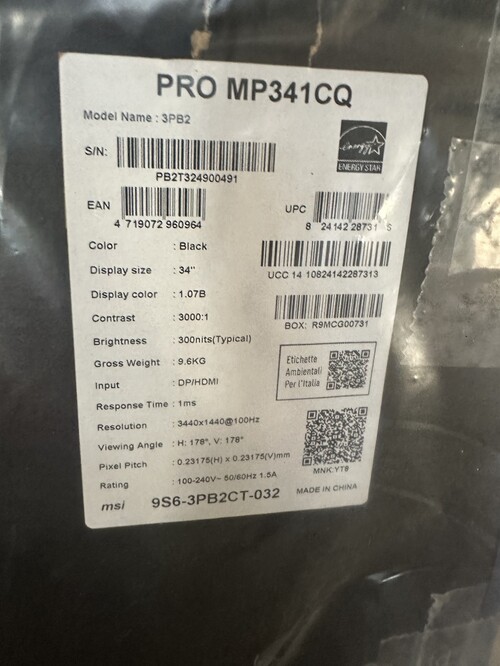 PRO MP341CQ
Model Name : 3PB2
S/N:
PB2T324900491
energy
ENERGY STAR
EAN
4 719072 960964
UPC
8 24142 28731 S
Color : Black
UCC 14 10824142287313
Display size : 34"
Display color : 1.07B
Contrast : 3000:1
BOX: R9MCG00731
Brightness : 300nits(Typical)
Gross Weight : 9.6KG
Etichette
Ambientali
Per l'Italia
Input : DP/HDMI
Response Time : 1ms
Resolution : 3440x1440@100Hz
Viewing Angle : H: 178°, V: 178°
Pixel Pitch : 0.23175(H) x 0.23175(V)mm
MNK:YT9
Rating : 100-240V~ 50/60Hz 1.5A
msi 9S6-3PB2CT-032 MADE IN CHINA